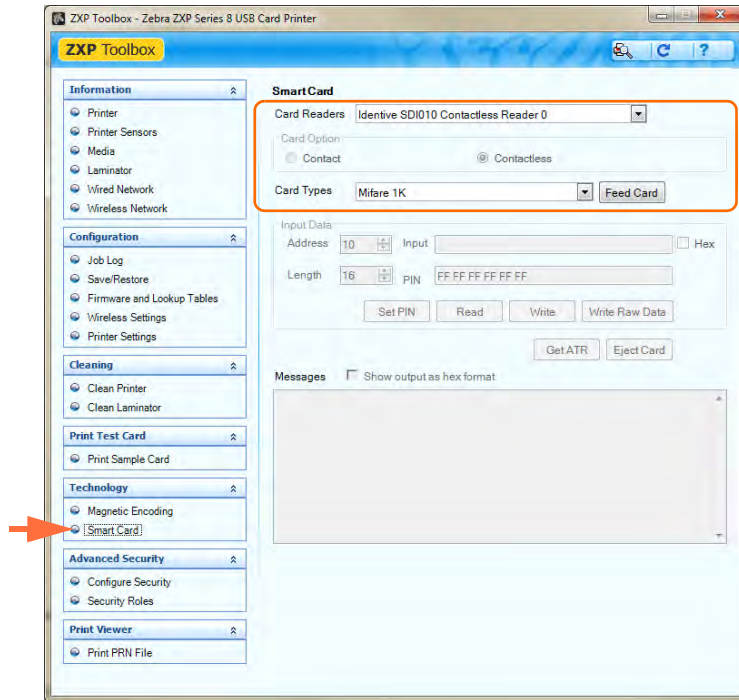 ZXP Toolbox - Zebra ZXP Series 8 USB Card Printer
ZXP Toolbox
Information
Printer
Printer Sensors
Media
Laminator
Wired Network
Wireless Network
Configuration
Job Log
Save/Restore
Firmware and Lookup Tables
Wireless Settings
Printer Settings
Cleaning
Clean Printer
Clean Laminator
Print Test Card
Print Sample Card
Technology
Magnetic Encoding
Smart Card
Advanced Security
Configure Security
Security Roles
Print Viewer
Print PRN File
Smart Card
Card Readers Identive SDI010 Contactless Reader 0
Card Option
Contact Contactless
Card Types Mifare 1K Feed Card
Input Data
Address 10 Input Hex
Length 16 PIN FF FF FF FF FF FF
Set PIN Read Write Write Raw Data
Get ATR Eject Card
Messages Show output as hex format